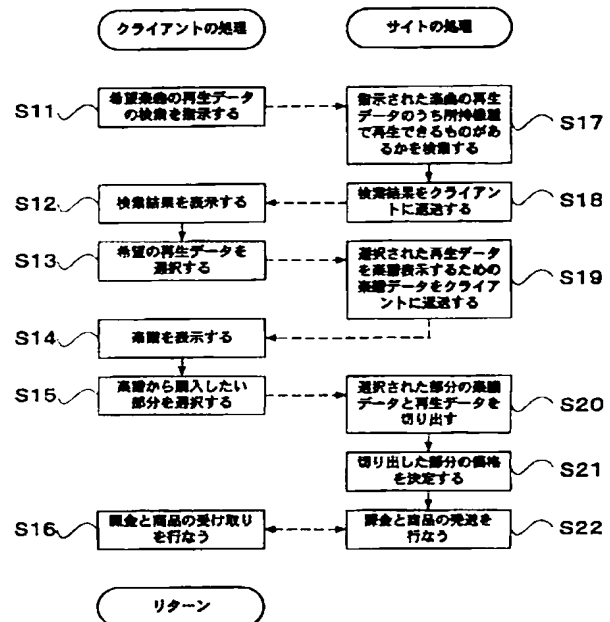 クライアントの処理
サイトの処理
S11
希望楽曲の再生データ
の検索を指示する
指示された楽曲の再生
データのうち所持機種
で再生できるものがあ
るかを検索する
S17
S12
検索結果を表示する
検索結果をクライアン
トに返送する
S18
S13
希望の再生データを
選択する
選択された再生データ
を楽譜表示するための
楽譜データをクライア
ントに返送する
S19
S14
楽譜を表示する
S15
楽譜から購入したい
部分を選択する
選択された部分の楽譜
データと再生データを
切り出す
S20
切り出した部分の価格
を決定する
S21
S16
課金と商品の受け取り
を行なう
課金と商品の発送を
行なう
S22
リターン